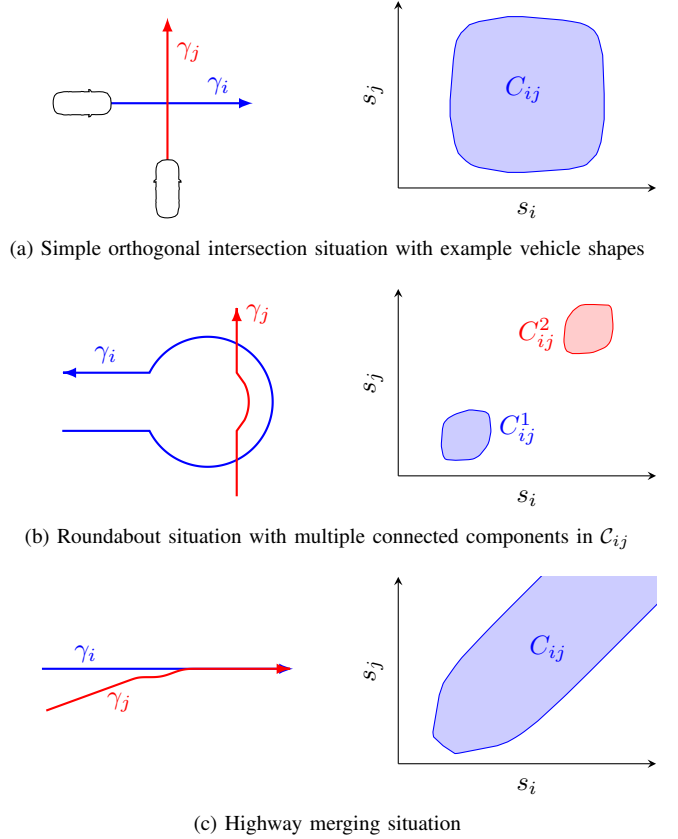 γⱼ
γᵢ
Cᵢⱼ
sⱼ
sᵢ
(a) Simple orthogonal intersection situation with example vehicle shapes
γᵢ
γⱼ
C²ᵢⱼ
C¹ᵢⱼ
sⱼ
sᵢ
(b) Roundabout situation with multiple connected components in 𝒞ᵢⱼ
γᵢ
γⱼ
Cᵢⱼ
sⱼ
sᵢ
(c) Highway merging situation